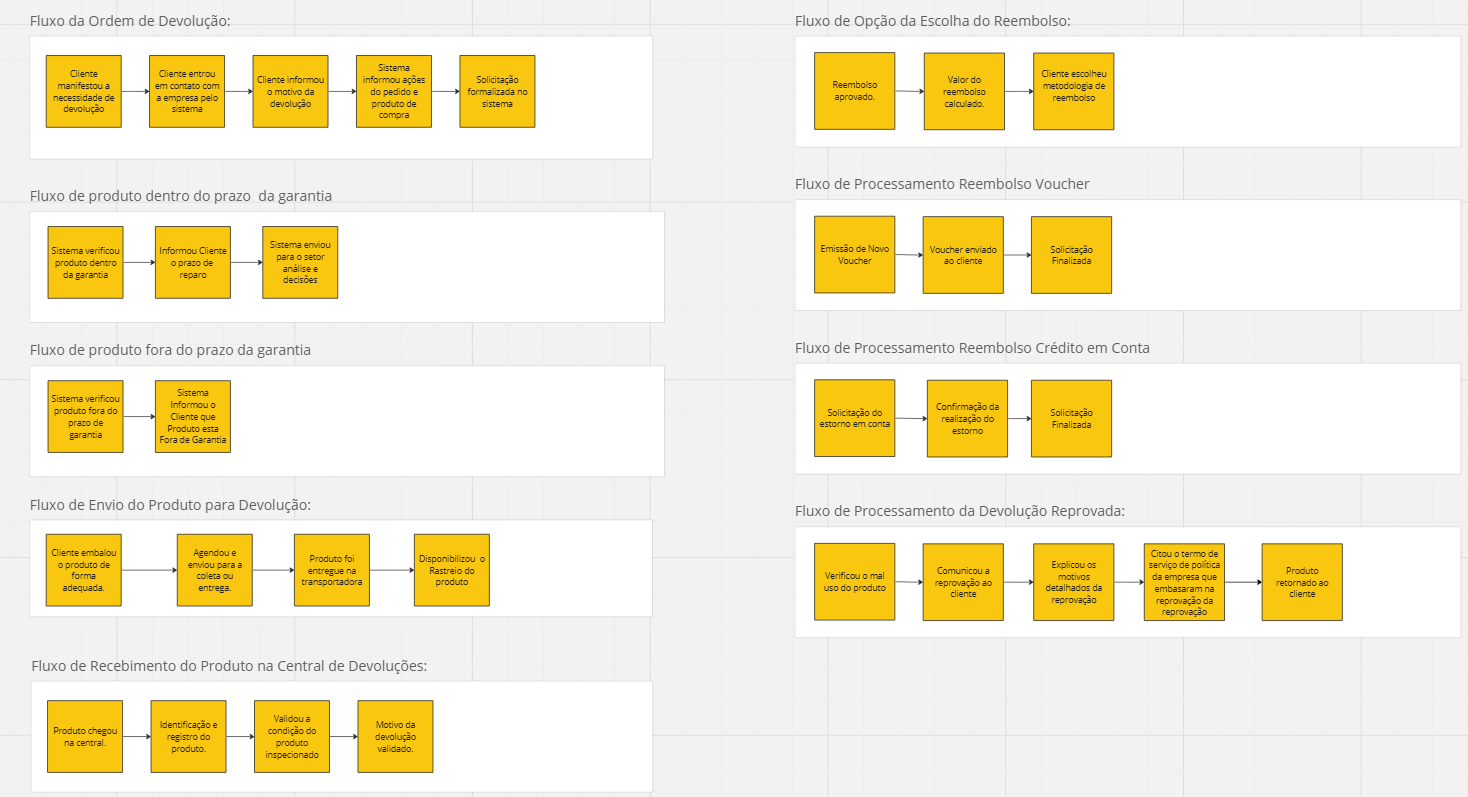 Fluxo da Ordem de Devolução:
Cliente
manifestou a
necessidade de
devolução
Cliente entrou
em contato com
a empresa pelo
sistema
Cliente informou
o motivo da
devolução
Sistema
informou ações
do pedido e
produto de
compra
Solicitação
formalizada no
sistema
Fluxo de produto dentro do prazo  da garantia
Sistema verificou
produto dentro
da garantia
Informou Cliente
o prazo de
reparo
Sistema enviou
para o setor
análise e
decisões
Fluxo de produto fora do prazo da garantia
Sistema verificou
produto fora do
prazo de
garantia
Sistema
Informou o
Cliente que
Produto esta
Fora de Garantia
Fluxo de Envio do Produto para Devolução:
Cliente embalou
o produto de
forma
adequada.
Agendou e
enviou para a
coleta ou
entrega.
Produto foi
entregue na
transportadora
Disponibilizou  o
Rastreio do
produto
Fluxo de Recebimento do Produto na Central de Devoluções:
Produto chegou
na central.
Identificação e
registro do
produto.
Validou a
condição do
produto
inspecionado
Motivo da
devolução
validado.
Fluxo de Opção da Escolha do Reembolso:
Reembolso
aprovado.
Valor do
reembolso
calculado.
Cliente escolheu
metodologia de
reembolso
Fluxo de Processamento Reembolso Voucher
Emissão de Novo
Voucher
Voucher enviado
ao cliente
Solicitação
Finalizada
Fluxo de Processamento Reembolso Crédito em Conta
Solicitação do
estorno em conta
Confirmação da
realização do
estorno
Solicitação
Finalizada
Fluxo de Processamento da Devolução Reprovada:
Verificou o mal
uso do produto
Comunicou a
reprovação ao
cliente
Explicou os
motivos
detalhados da
reprovação
Citou o termo de
serviço de política
da empresa que
embasaram na
reprovação da
reprovação
Produto
retornado ao
cliente